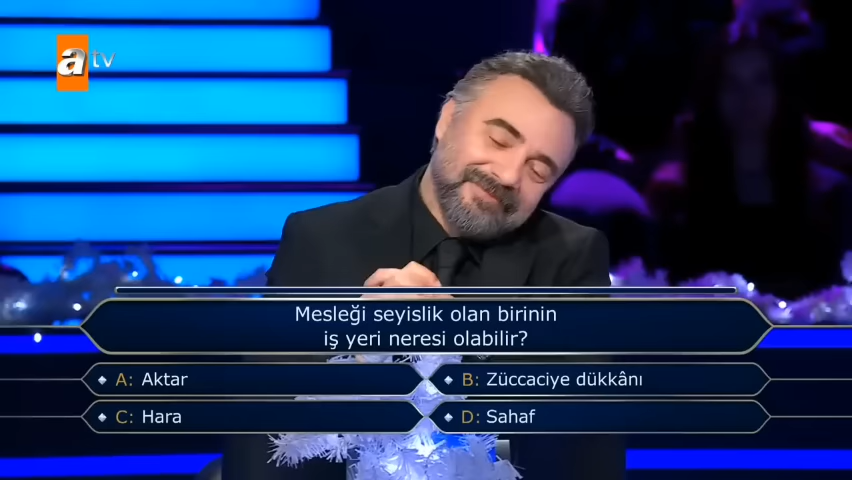 atv
Mesleği seyislik olan birinin
iş yeri neresi olabilir?
A: Aktar
B: Züccaciye dükkânı
C: Hara
D: Sahaf